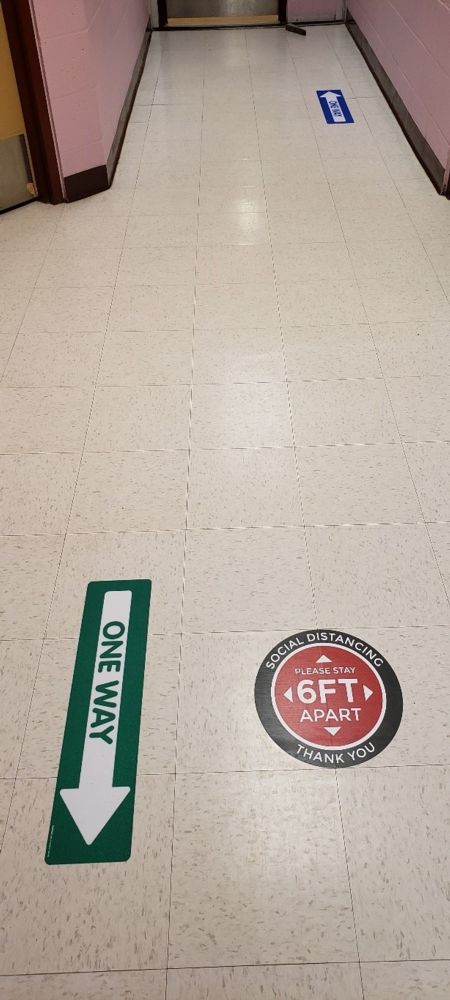 ONE WAY
ONE WAY
SOCIAL DISTANCING
PLEASE STAY
6FT
APART
THANK YOU